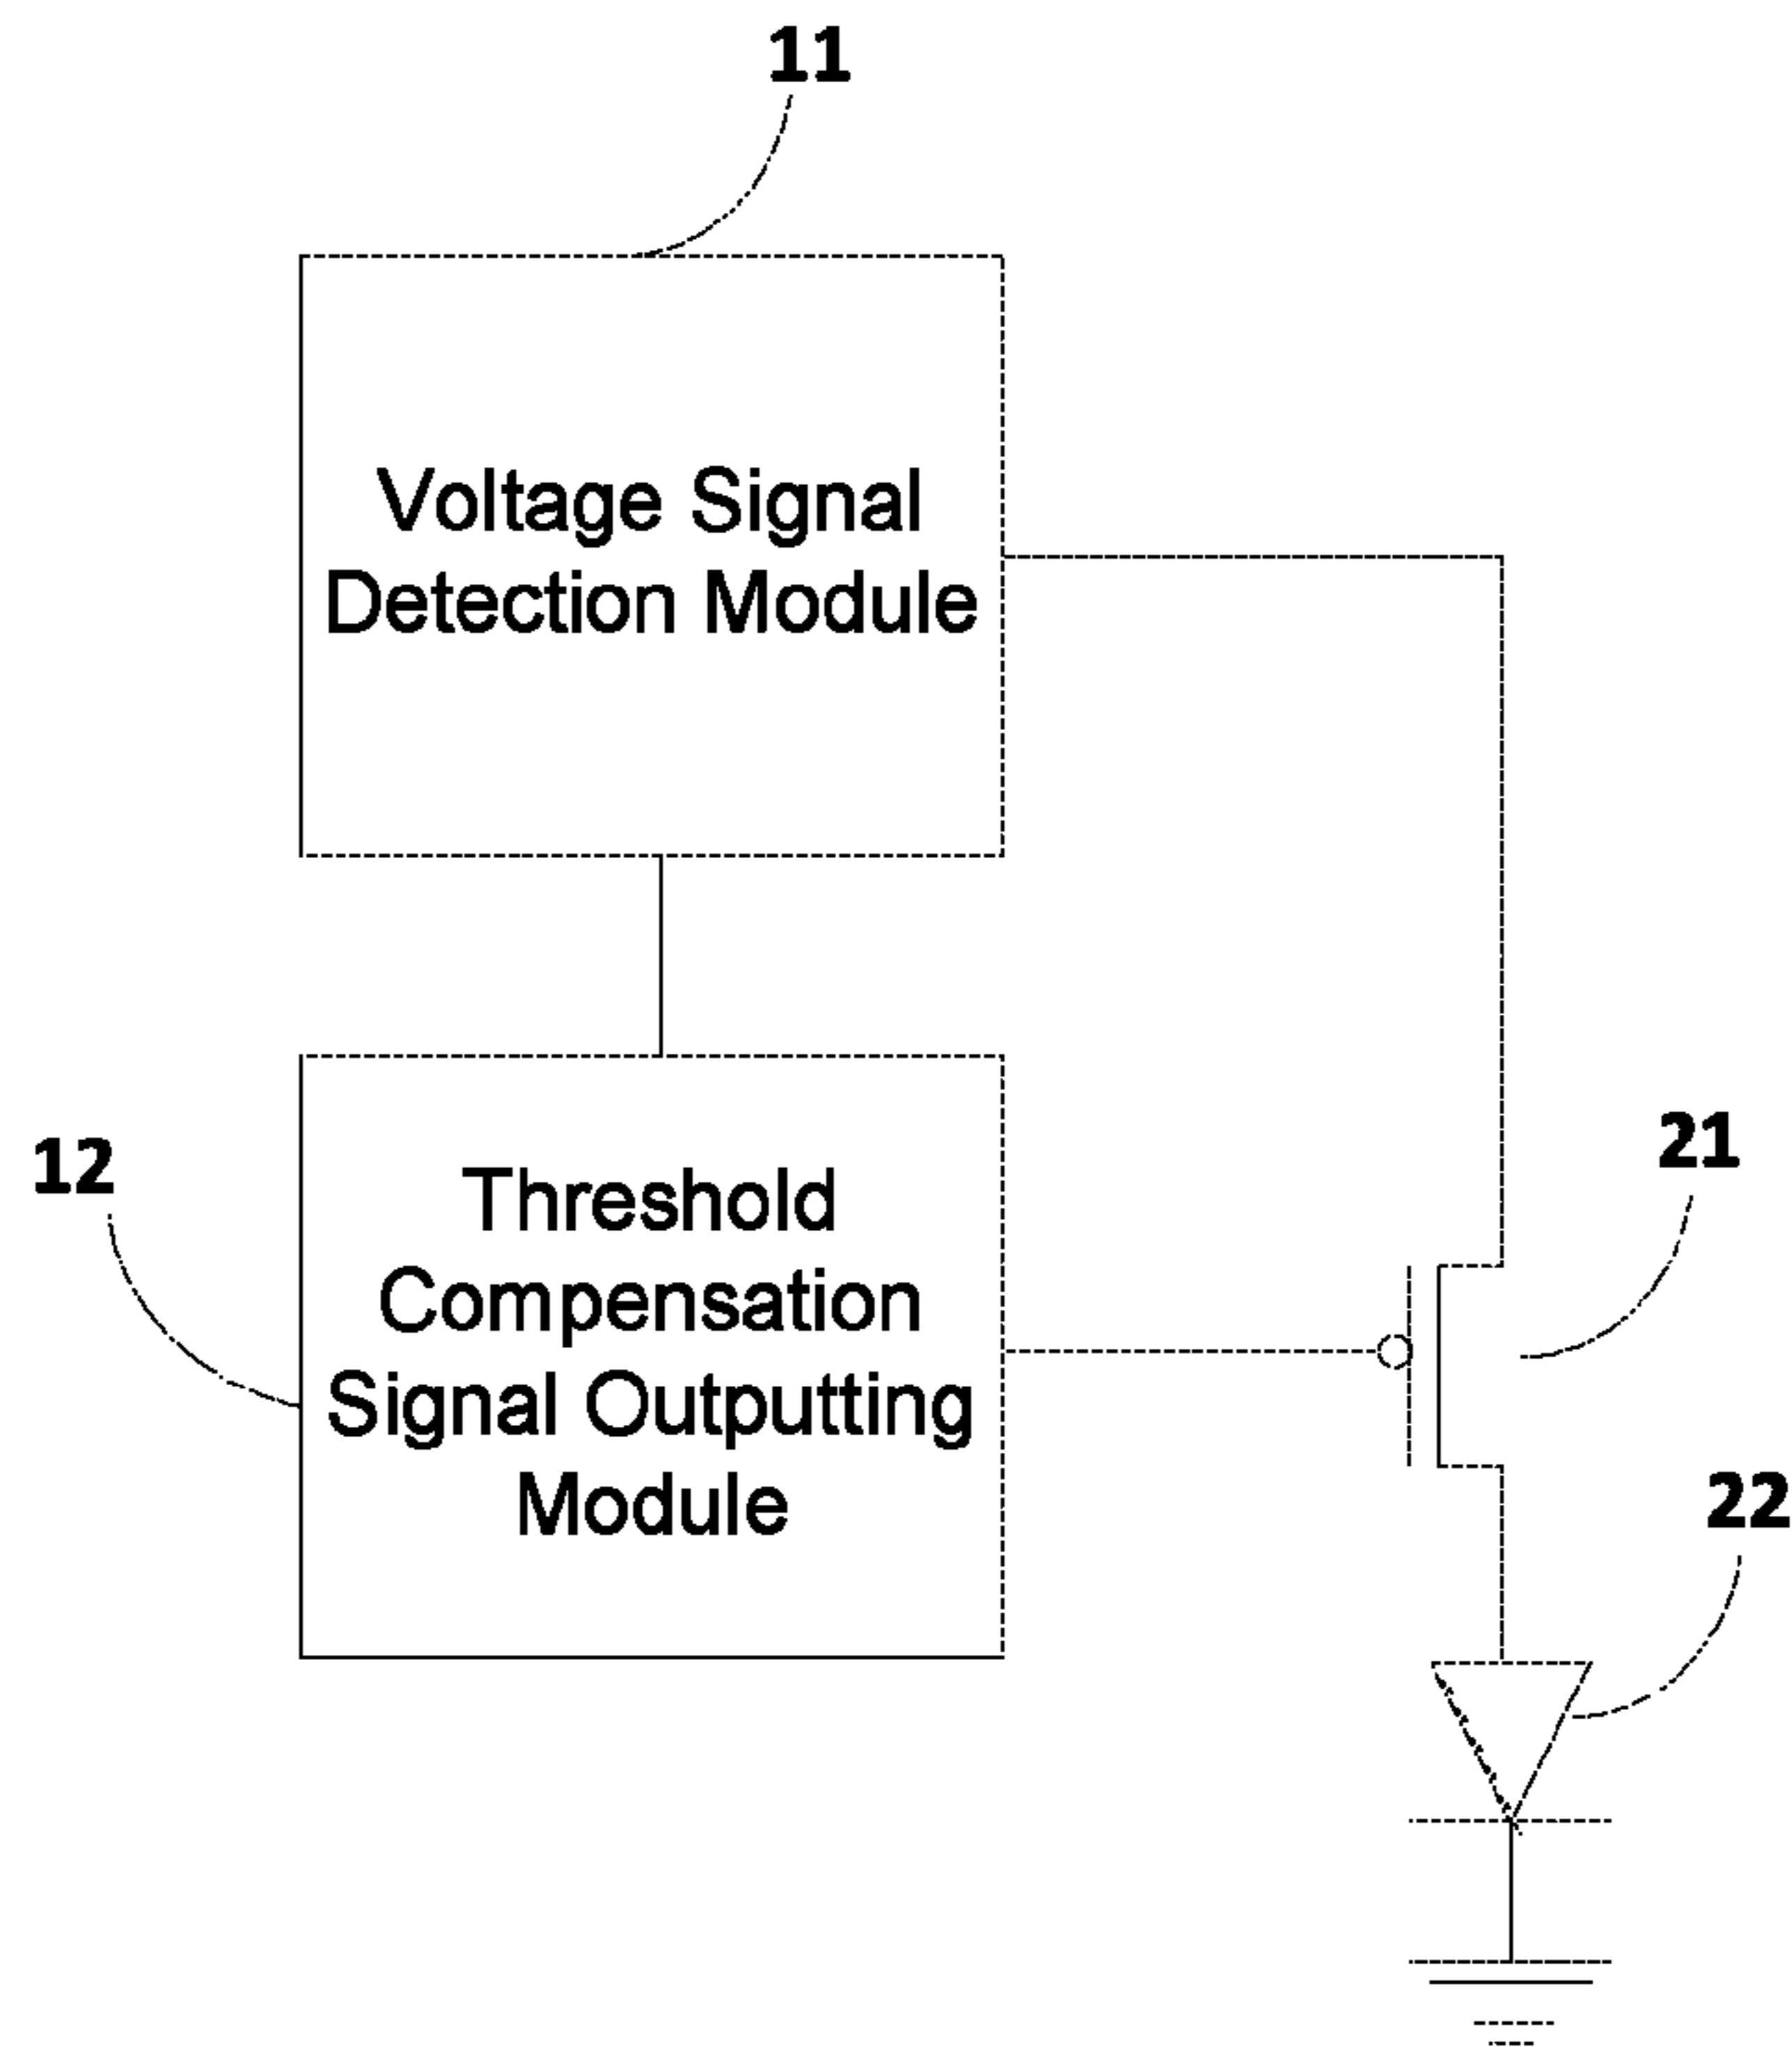 11
Voltage Signal
Detection Module
12
Threshold
Compensation
Signal Outputting
Module
21
22